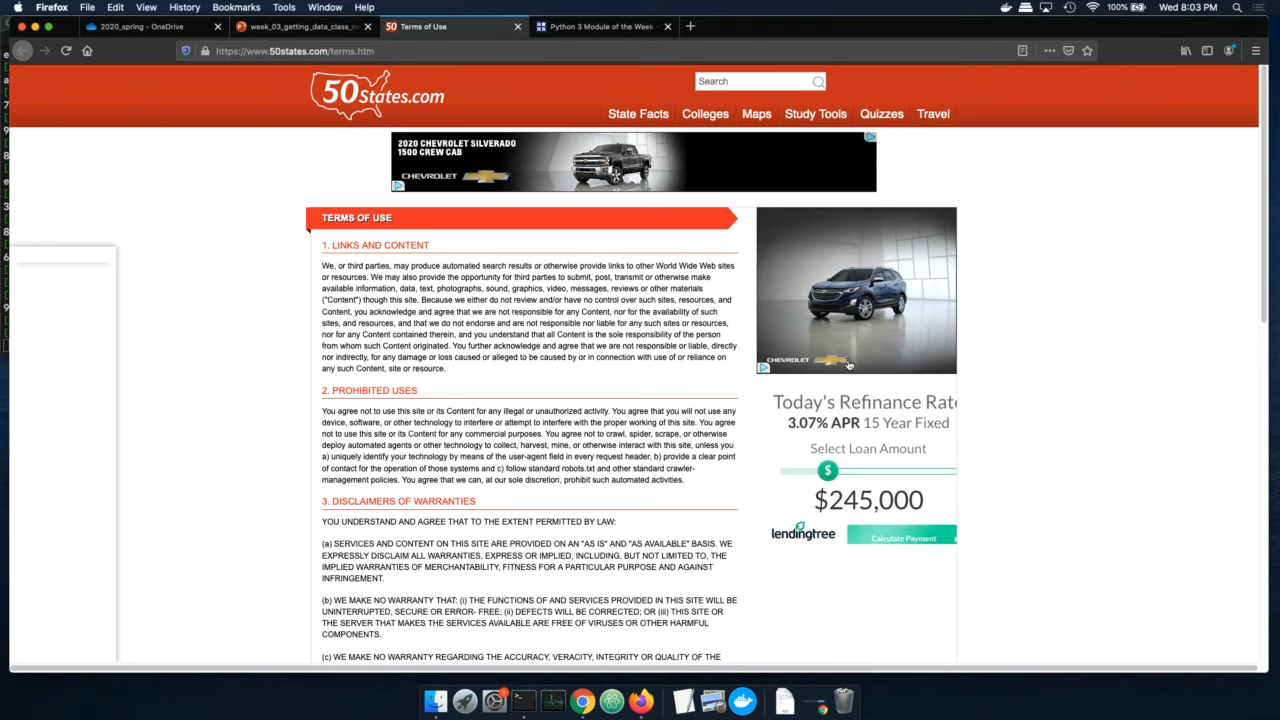 Firefox File Edit View History Bookmarks Tools Window Help 100% Wed 8:03 PM
2020_spring - OneDrive
week_03_getting_data_class_no
50 Terms of Use
Python 3 Module of the Week
https://www.50states.com/terms.htm
50States.com
Search
State Facts Colleges Maps Study Tools Quizzes Travel
2020 CHEVROLET SILVERADO
1500 CREW CAB
CHEVROLET
TERMS OF USE
1. LINKS AND CONTENT
We, or third parties, may produce automated search results or otherwise provide links to other World Wide Web sites
or resources. We may also provide the opportunity for third parties to submit, post, transmit or otherwise make
available information, data, text, photographs, sound, graphics, video, messages, reviews or other materials
("Content") though this site. Because we either do not review and/or have no control over such sites, resources, and
Content, you acknowledge and agree that we are not responsible for any Content, nor for the availability of such
sites, and resources, and that we do not endorse and are not responsible nor liable for any such sites or resources,
nor for any Content contained therein, and you understand that all Content is the sole responsibility of the person
from whom such Content originated. You further acknowledge and agree that we are not responsible or liable, directly
nor indirectly, for any damage or loss caused or alleged to be caused by or in connection with use of or reliance on
any such Content, site or resource.
2. PROHIBITED USES
You agree not to use this site or its Content for any illegal or unauthorized activity. You agree that you will not use any
device, software, or other technology to interfere or attempt to interfere with the proper working of this site. You agree
not to use this site or its Content for any commercial purposes. You agree not to crawl, spider, scrape, or otherwise
deploy automated agents or other technology to collect, harvest, mine, or otherwise interact with this site, unless you
a) uniquely identify your technology by means of the user-agent field in every request header, b) provide a clear point
of contact for the operation of those systems and c) follow standard robots.txt and other standard crawler-
management policies. You agree that we can, at our sole discretion, prohibit such automated activities.
3. DISCLAIMERS OF WARRANTIES
YOU UNDERSTAND AND AGREE THAT TO THE EXTENT PERMITTED BY LAW:
(a) SERVICES AND CONTENT ON THIS SITE ARE PROVIDED ON AN "AS IS" AND "AS AVAILABLE" BASIS. WE
EXPRESSLY DISCLAIM ALL WARRANTIES, EXPRESS OR IMPLIED, INCLUDING, BUT NOT LIMITED TO, THE
IMPLIED WARRANTIES OF MERCHANTABILITY, FITNESS FOR A PARTICULAR PURPOSE AND AGAINST
INFRINGEMENT.
(b) WE MAKE NO WARRANTY THAT: (i) THE FUNCTIONS OF AND SERVICES PROVIDED IN THIS SITE WILL BE
UNINTERRUPTED, SECURE OR ERROR- FREE; (ii) DEFECTS WILL BE CORRECTED; OR (iii) THIS SITE OR
THE SERVER THAT MAKES THE SERVICES AVAILABLE ARE FREE OF VIRUSES OR OTHER HARMFUL
COMPONENTS.
(c) WE MAKE NO WARRANTY REGARDING THE ACCURACY, VERACITY, INTEGRITY OR QUALITY OF THE
CHEVROLET
Today's Refinance Rate
3.07% APR 15 Year Fixed
Select Loan Amount
$
$245,000
lendingtree
Calculate Payment